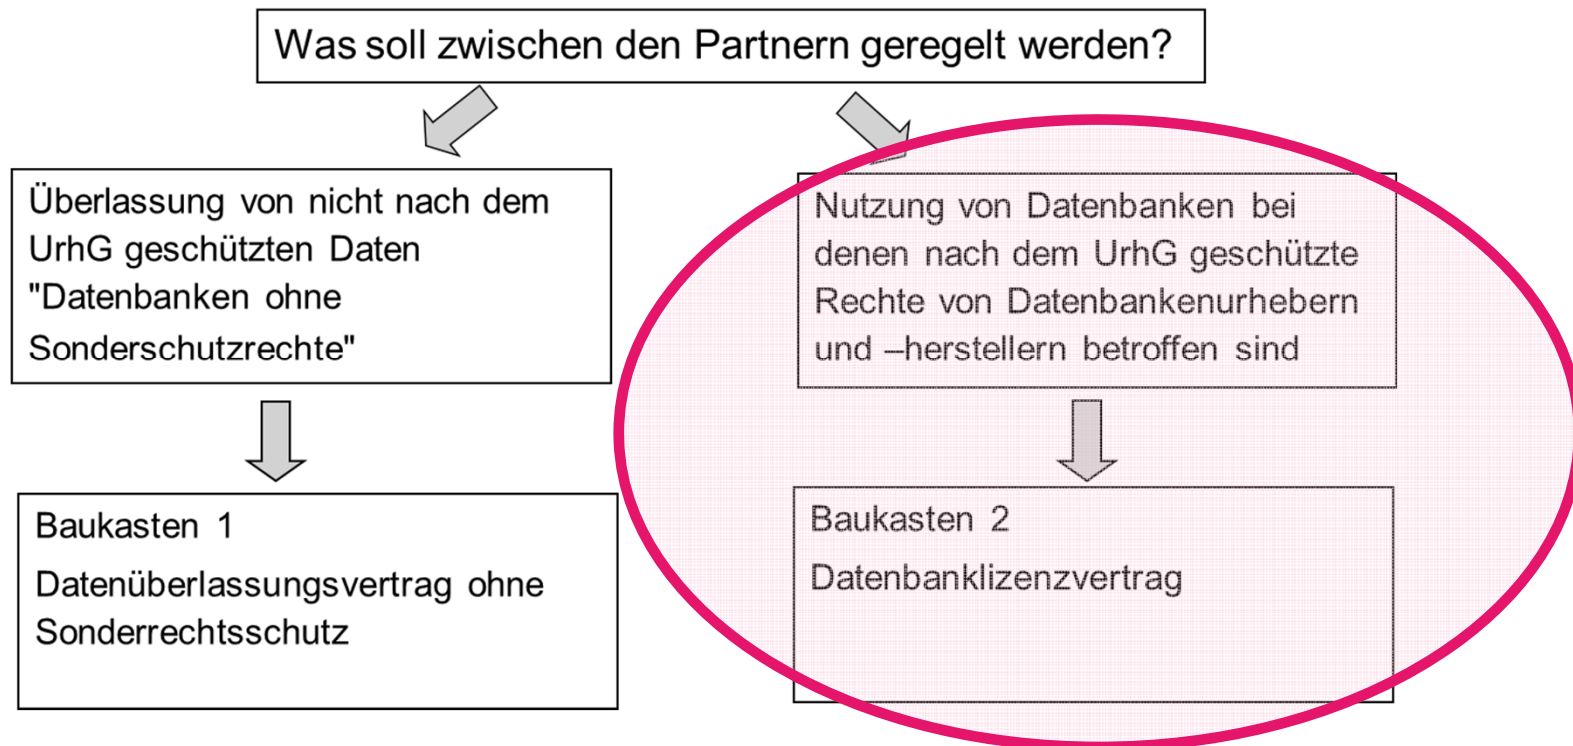 Was soll zwischen den Partnern geregelt werden?
Überlassung von nicht nach dem
UrhG geschützten Daten
"Datenbanken ohne
Sonderschutzrechte"
Nutzung von Datenbanken bei
denen nach dem UrhG geschützte
Rechte von Datenbankenurhebern
und –herstellern betroffen sind
Baukasten 1
Datenüberlassungsvertrag ohne
Sonderrechtsschutz
Baukasten 2
Datenbanklizenzvertrag